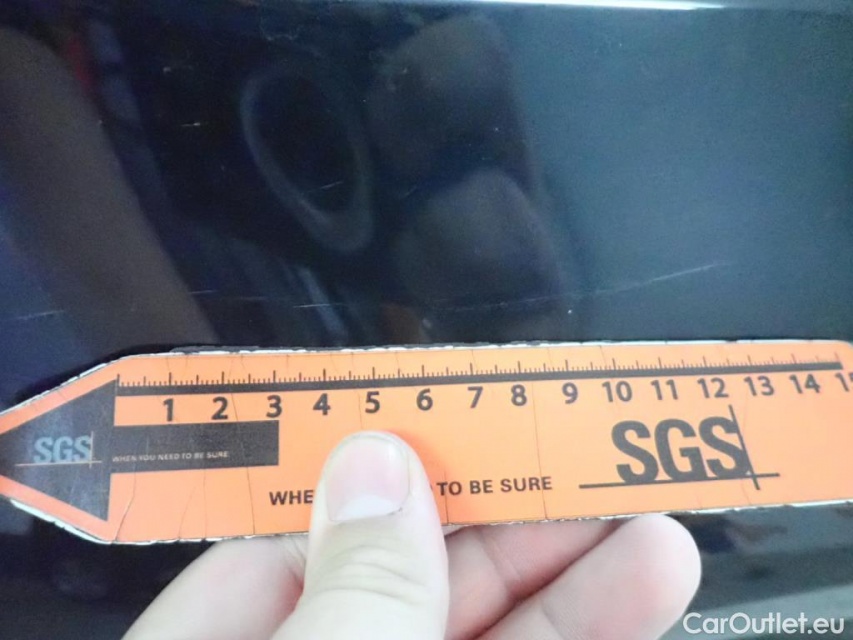 1 2 3 4 5 6 7 8 9 10 11 12 13 14
SGS
WHEN YOU NEED TO BE SURE
SGS
TO BE SURE
CarOutlet.eu